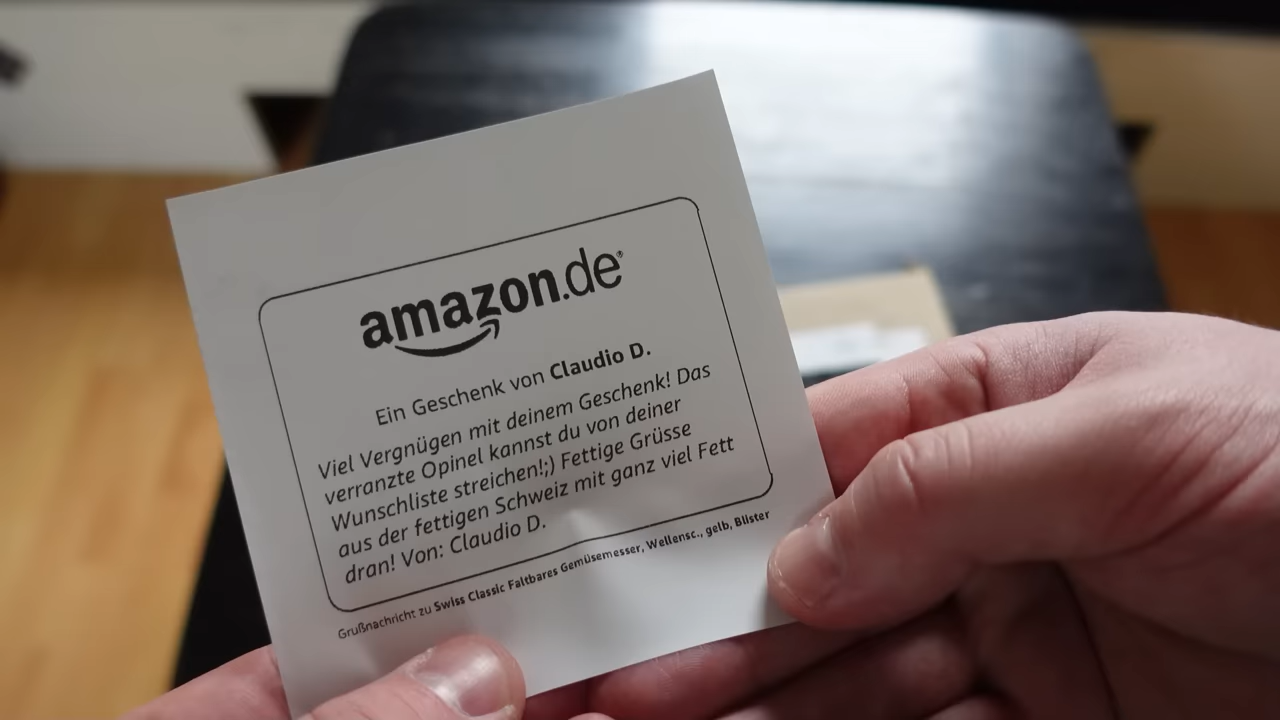 amazon.de®
Ein Geschenk von Claudio D.
Viel Vergnügen mit deinem Geschenk! Das
verranzte Opinel kannst du von deiner
Wunschliste streichen!;) Fettige Grüsse
aus der fettigen Schweiz mit ganz viel Fett
dran! Von: Claudio D.
Grußnachricht zu Swiss Classic Faltbares Gemüsemesser, Wellensc., gelb, Blister